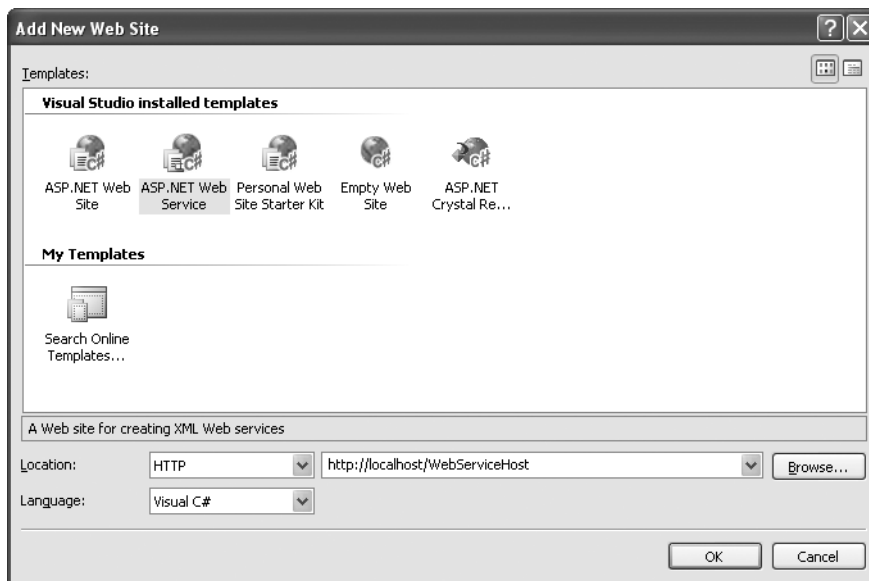 Add New Web Site
Templates:
Visual Studio installed templates
ASP.NET Web Site
ASP.NET Web Service
Personal Web Site Starter Kit
Empty Web Site
ASP.NET Crystal Re...
My Templates
Search Online Templates...
A Web site for creating XML Web services
Location: HTTP http://localhost/WebServiceHost Browse...
Language: Visual C#
OK Cancel